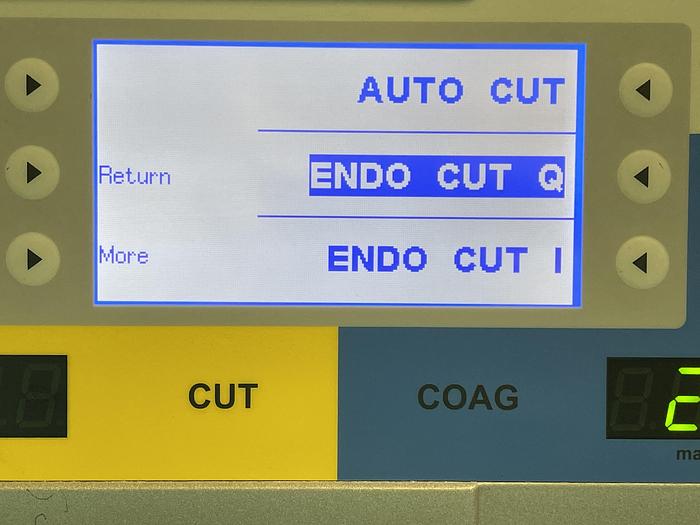 AUTO CUT
Return ENDO CUT Q
More ENDO CUT I
CUT COAG